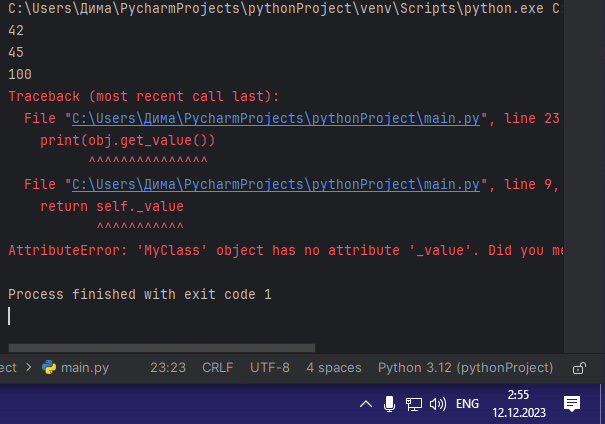 C:\Users\Дима\PycharmProjects\pythonProject\venv\Scripts\python.exe C
42
45
100
Traceback (most recent call last):
  File "C:\Users\Дима\PycharmProjects\pythonProject\main.py", line 23
    print(obj.get_value())
          ^^^^^^^^^^^^^^^
  File "C:\Users\Дима\PycharmProjects\pythonProject\main.py", line 9,
    return self._value
           ^^^^^^^^^^^
AttributeError: 'MyClass' object has no attribute '_value'. Did you me
Process finished with exit code 1
ect > main.py 23:23 CRLF UTF-8 4 spaces Python 3.12 (pythonProject)
ENG 2:55
12.12.2023